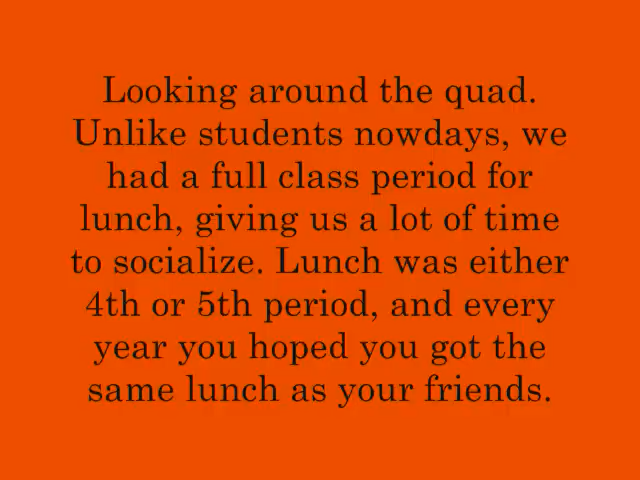 Looking around the quad.
Unlike students nowdays, we
had a full class period for
lunch, giving us a lot of time
to socialize. Lunch was either
4th or 5th period, and every
year you hoped you got the
same lunch as your friends.